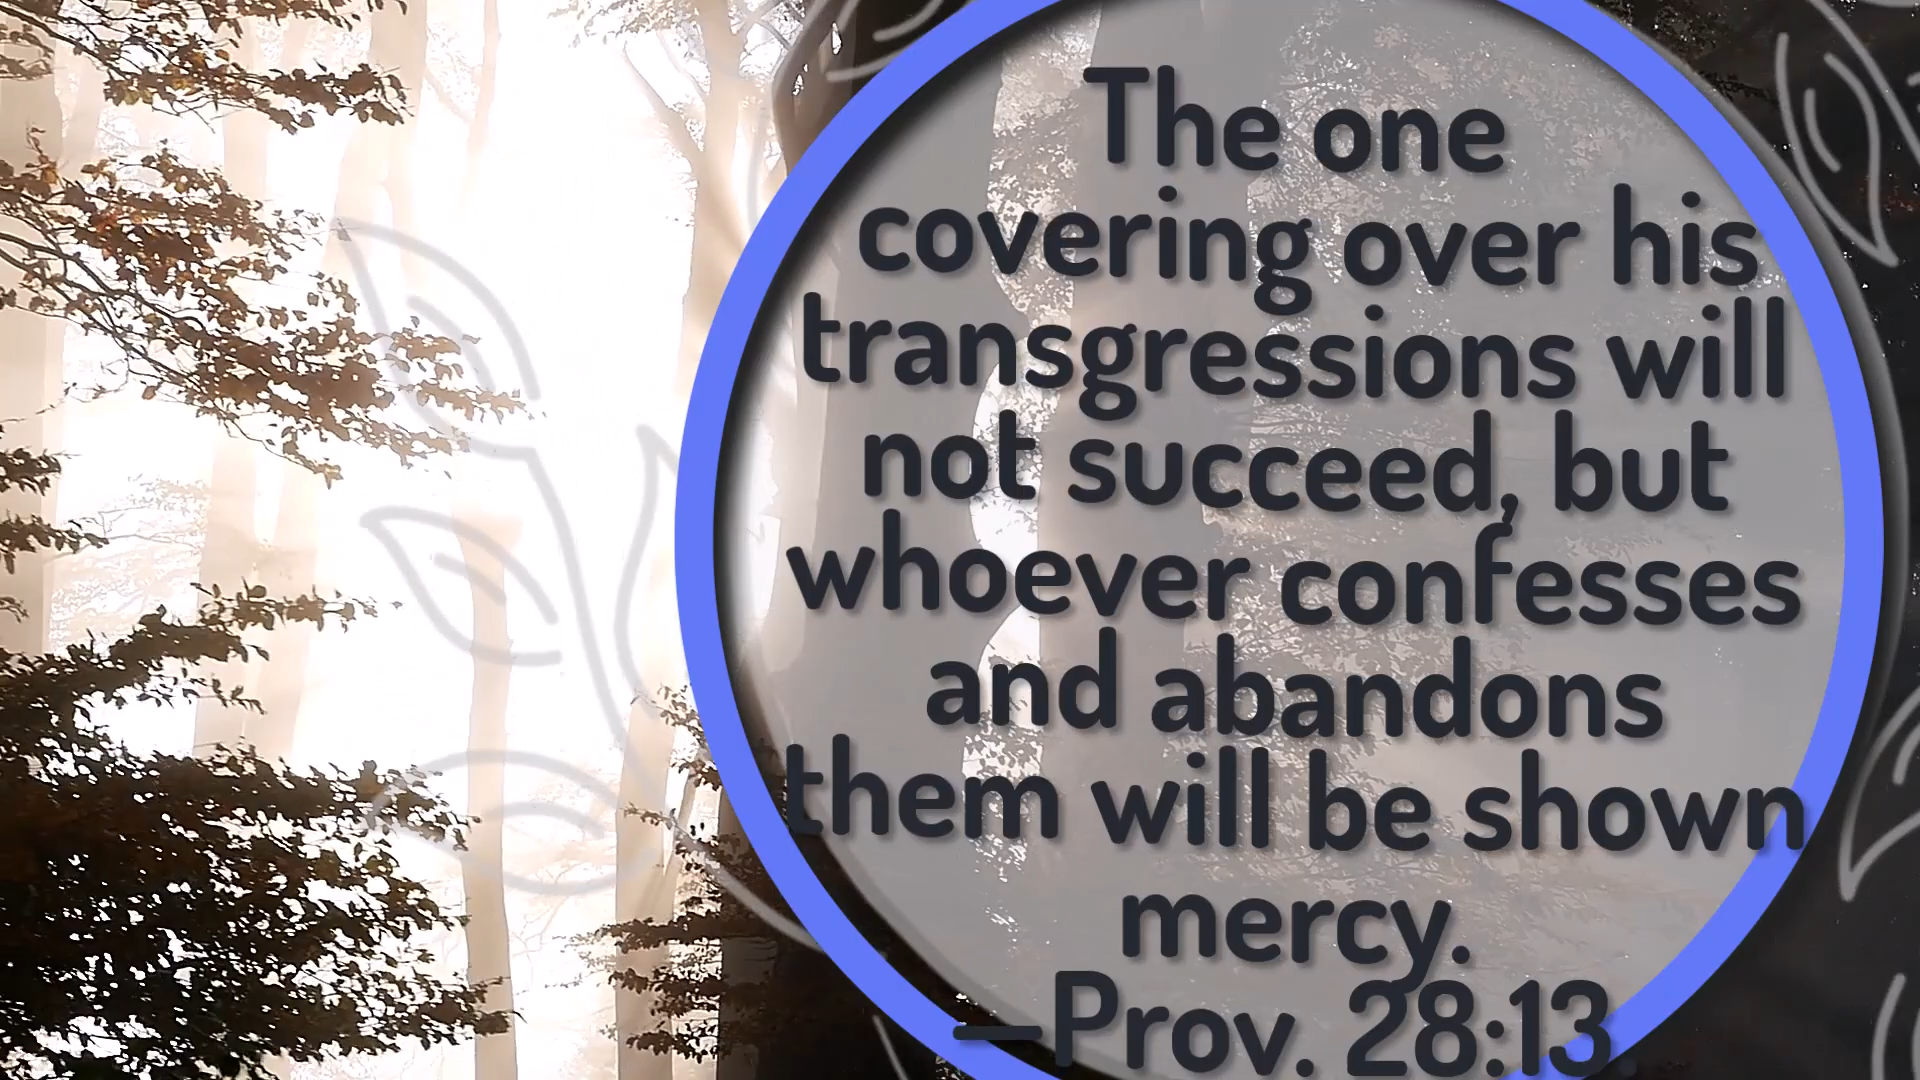 The one
covering over his
transgressions will
not succeed, but
whoever confesses
and abandons
them will be shown
mercy.
—Prov. 28:13.